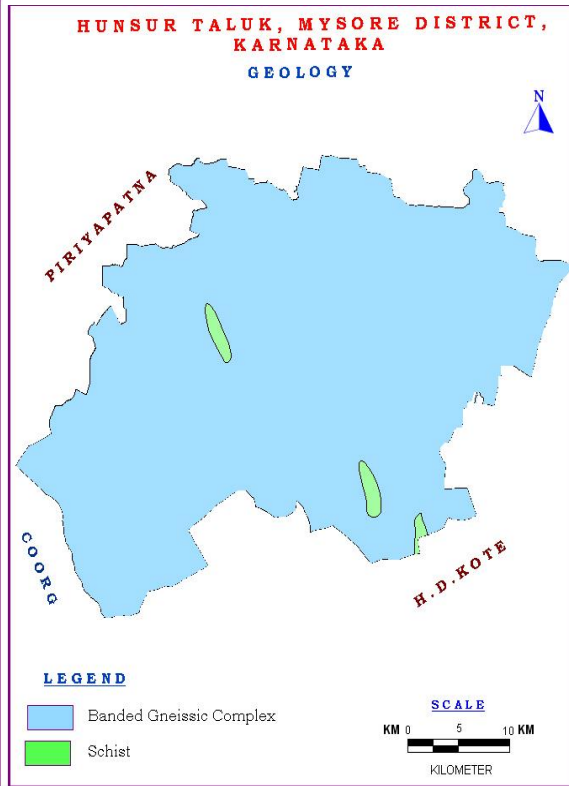 HUNSUR TALUK, MYSORE DISTRICT,
KARNATAKA
GEOLOGY
N
PIRIYAPATNA
COORG
H.D.KOTE
LEGEND
Banded Gneissic Complex
Schist
SCALE
KM 0 5 10 KM
KILOMETER